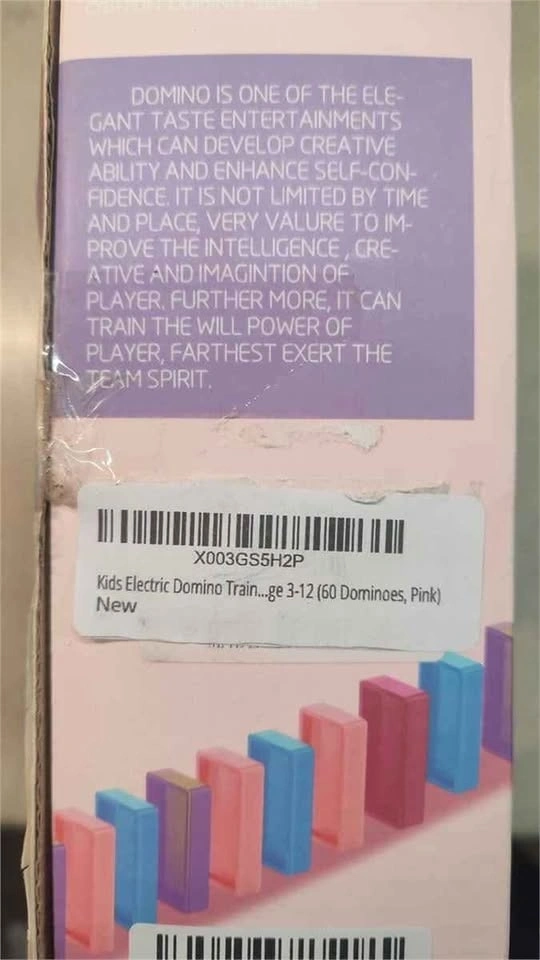 DOMINO IS ONE OF THE ELE-
GANT TASTE ENTERTAINMENTS
WHICH CAN DEVELOP CREATIVE
ABILITY AND ENHANCE SELF-CON-
FIDENCE. IT IS NOT LIMITED BY TIME
AND PLACE, VERY VALURE TO IM-
PROVE THE INTELLIGENCE , CRE-
ATIVE AND IMAGINTION OF
PLAYER. FURTHER MORE, IT CAN
TRAIN THE WILL POWER OF
PLAYER, FARTHEST EXERT THE
TEAM SPIRIT.
X003GS5H2P
Kids Electric Domino Train...ge 3-12 (60 Dominoes, Pink)
New